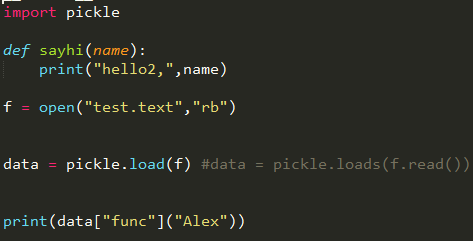 import pickle
def sayhi(name):
    print("hello2,",name)
f = open("test.text","rb")
data = pickle.load(f) #data = pickle.loads(f.read())
print(data["func"]("Alex"))